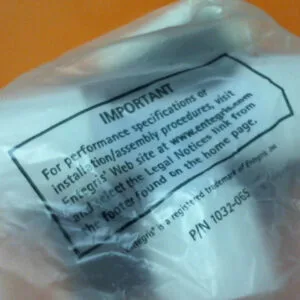 IMPORTANT
For performance specifications or
installation/assembly procedures, visit
Entegris' Web site at www.entegris.com
and select the Legal Notices link from
the footer found on the home page.
Entegris® is a registered trademark of Entegris, Inc.
P/N 1032-065